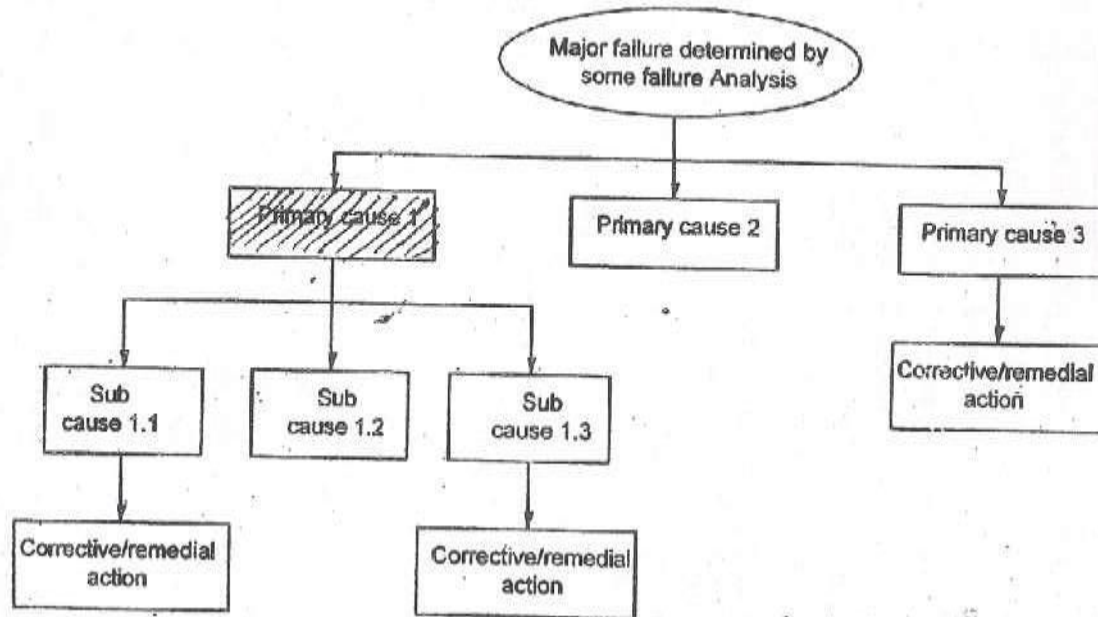 Major failure determined by
some failure Analysis
Primary cause 1
Primary cause 2
Primary cause 3
Sub
cause 1.1
Sub
cause 1.2
Sub
cause 1.3
Corrective/remedial
action
Corrective/remedial
action
Corrective/remedial
action